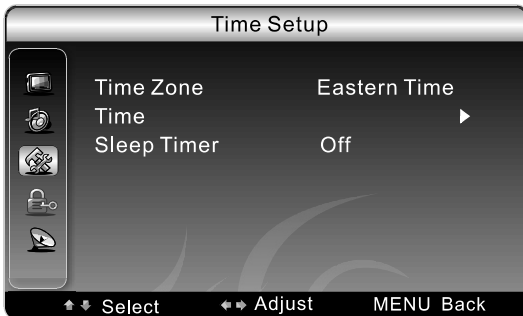 Time Setup
Time Zone Eastern Time
Time
Sleep Timer Off
Select Adjust MENU Back